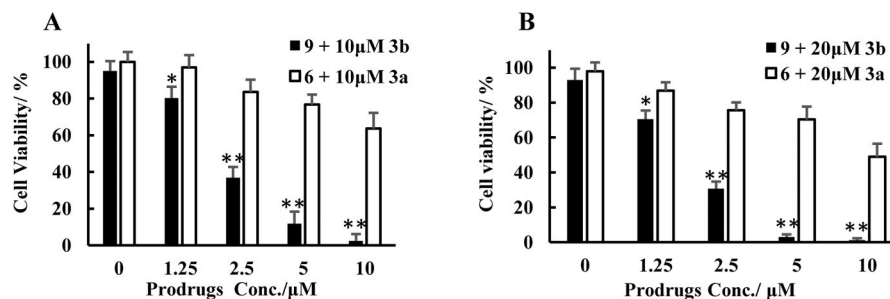 A
9 + 10μM 3b
6 + 10μM 3a
Cell Viability/ %
100
80
60
40
20
0
*
**
**
**
0 1.25 2.5 5 10
Prodrugs Conc./μM
B
9 + 20μM 3b
6 + 20μM 3a
Cell viability/ %
100
80
60
40
20
0
*
**
**
**
0 1.25 2.5 5 10
Prodrugs Conc./ μM